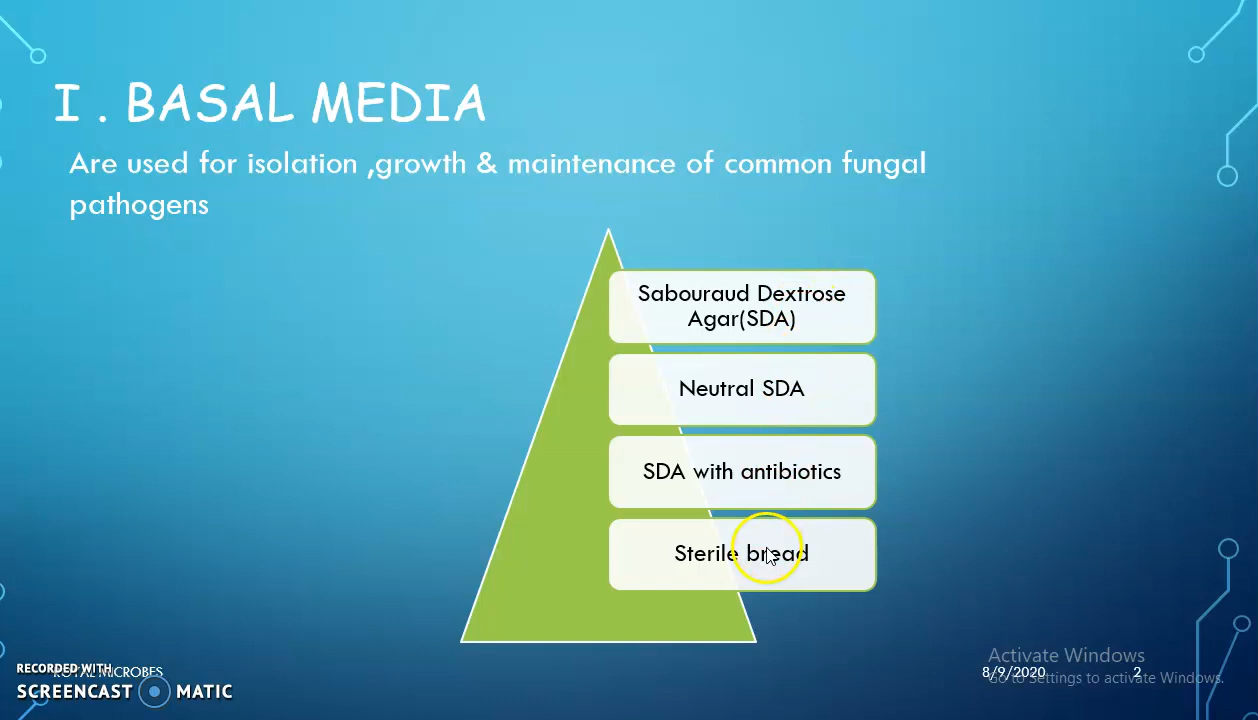 I . BASAL MEDIA
Are used for isolation ,growth & maintenance of common fungal
pathogens
Sabouraud Dextrose
Agar(SDA)
Neutral SDA
SDA with antibiotics
Sterile bread
RECORDED WITH
MICROBES
SCREENCAST MATIC
8/9/2020
2
Activate Windows
Go to Settings to activate Windows.